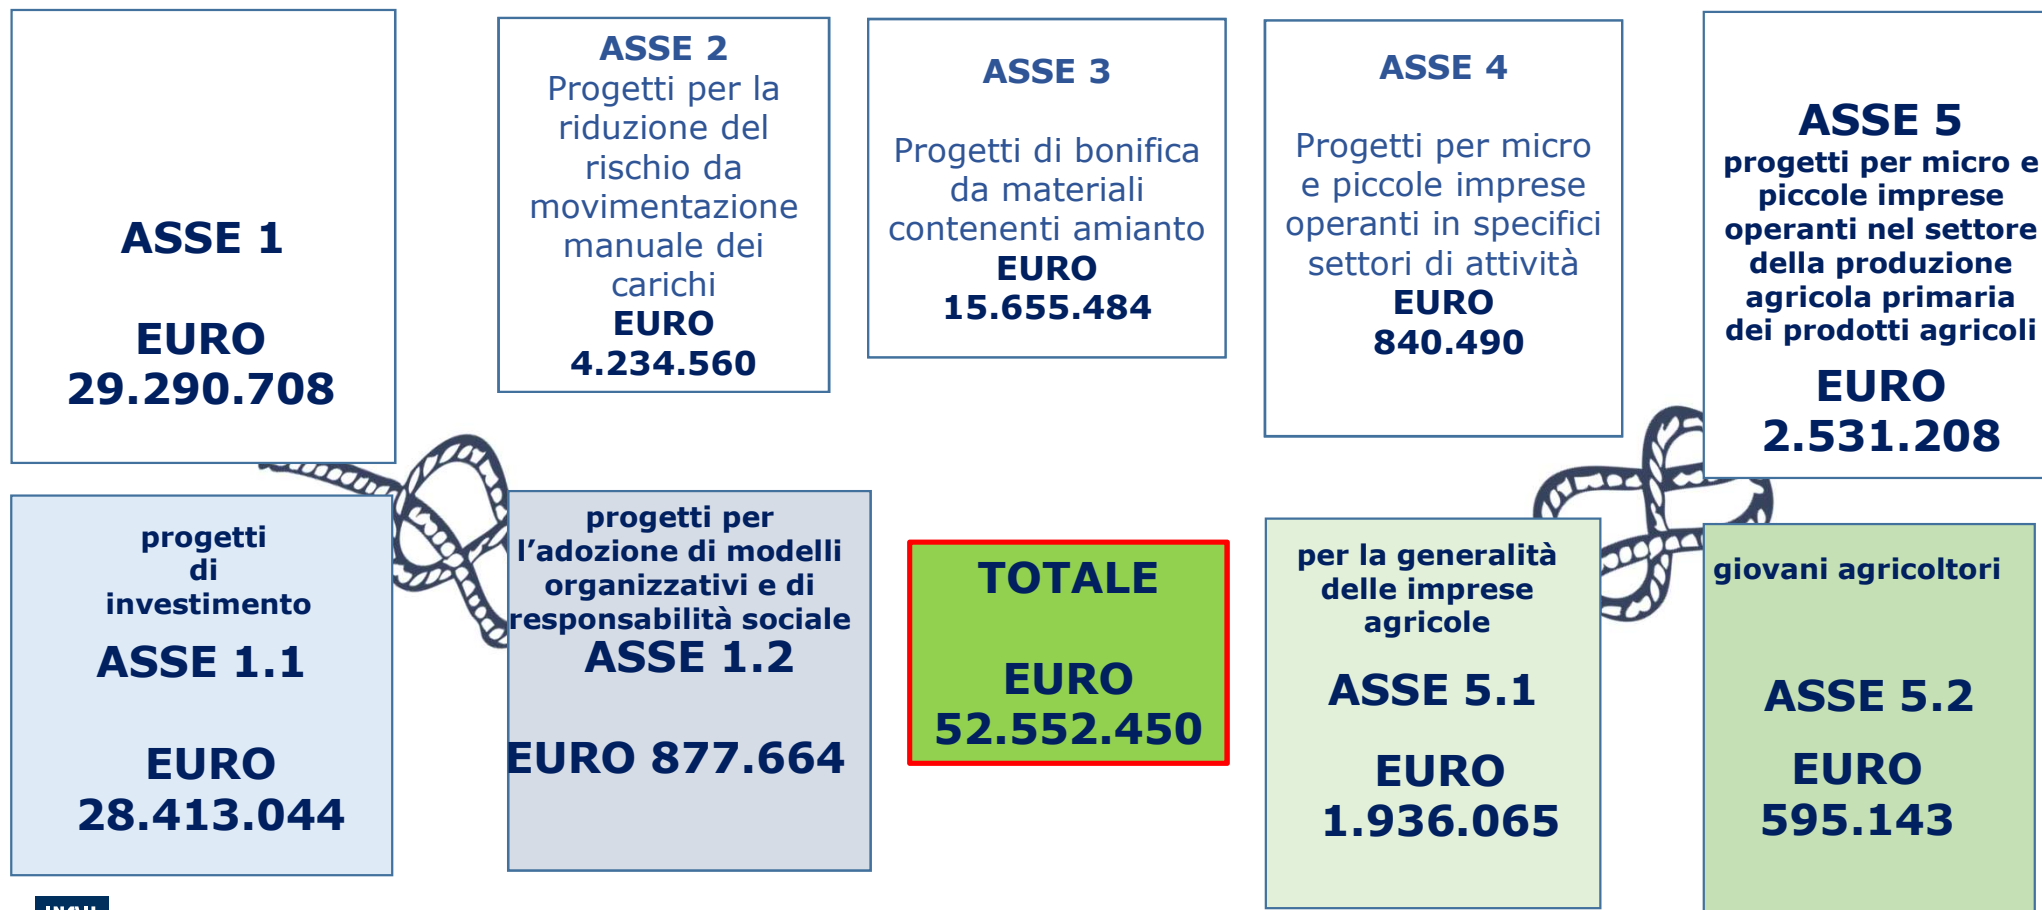 ASSE 1
EURO
29.290.708
ASSE 2
Progetti per la
riduzione del
rischio da
movimentazione
manuale dei
carichi
EURO
4.234.560
ASSE 3
Progetti di bonifica
da materiali
contenenti amianto
EURO
15.655.484
ASSE 4
Progetti per micro
e piccole imprese
operanti in specifici
settori di attività
EURO
840.490
ASSE 5
progetti per micro e
piccole imprese
operanti nel settore
della produzione
agricola primaria
dei prodotti agricoli
EURO
2.531.208
progetti
di
investimento
ASSE 1.1
EURO
28.413.044
progetti per
l’adozione di modelli
organizzativi e di
responsabilità sociale
ASSE 1.2
EURO 877.664
TOTALE
EURO
52.552.450
per la generalità
delle imprese
agricole
ASSE 5.1
EURO
1.936.065
giovani agricoltori
ASSE 5.2
EURO
595.143